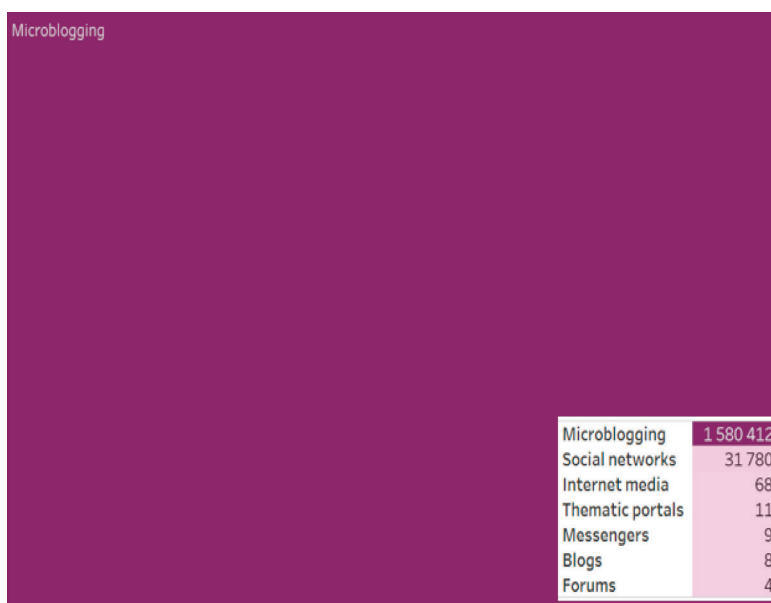 Microblogging
Microblogging 1 580 412
Social networks 31 780
Internet media 68
Thematic portals 11
Messengers 9
Blogs 8
Forums 4